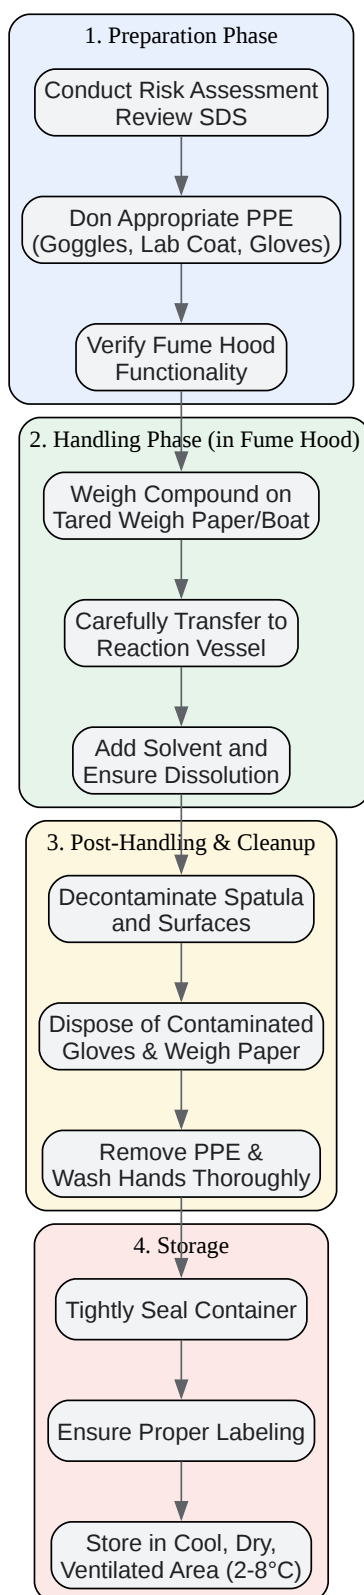 1. Preparation Phase
Conduct Risk Assessment
Review SDS
Don Appropriate PPE
(Goggles, Lab Coat, Gloves)
Verify Fume Hood
Functionality
2. Handling Phase (in Fume Hood)
Weigh Compound on
Tared Weigh Paper/Boat
Carefully Transfer to
Reaction Vessel
Add Solvent and
Ensure Dissolution
3. Post-Handling & Cleanup
Decontaminate Spatula
and Surfaces
Dispose of Contaminated
Gloves & Weigh Paper
Remove PPE &
Wash Hands Thoroughly
4. Storage
Tightly Seal Container
Ensure Proper Labeling
Store in Cool, Dry,
Ventilated Area (2-8°C)